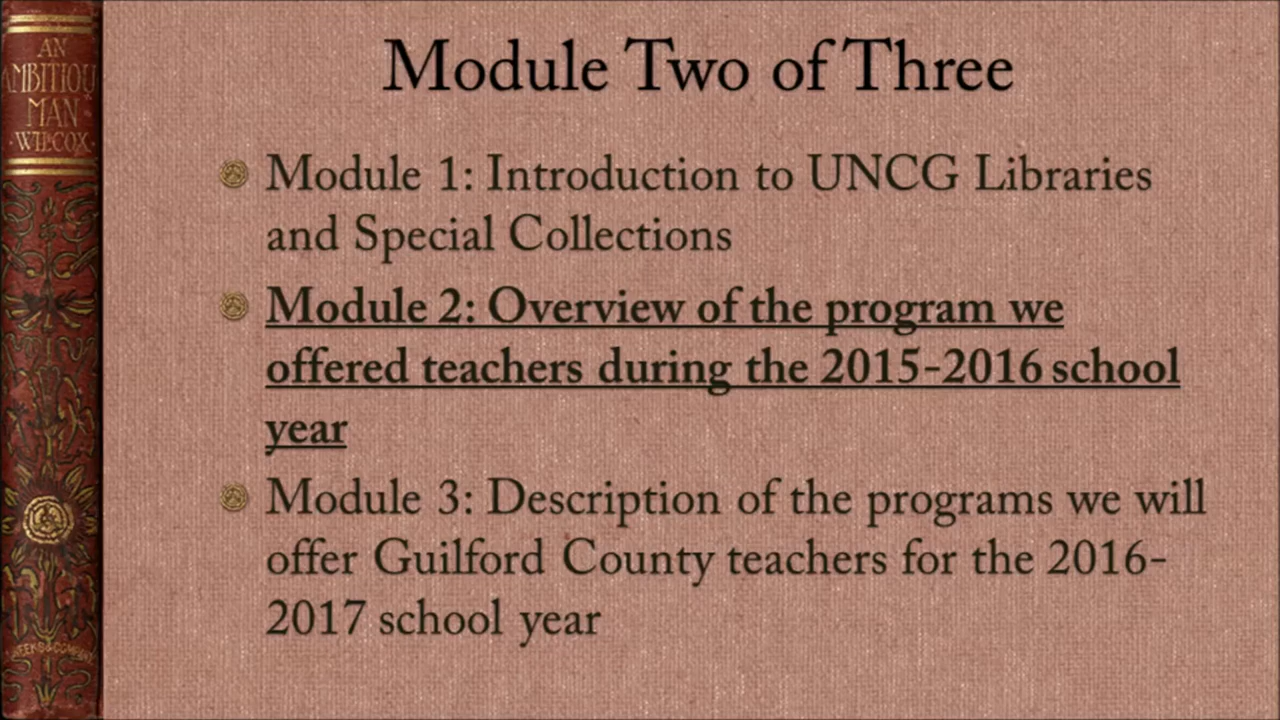 AN
AMBITIOU
MAN
WILCOX
Module Two of Three
Module 1: Introduction to UNCG Libraries
and Special Collections
Module 2: Overview of the program we
offered teachers during the 2015-2016 school
year
Module 3: Description of the programs we will
offer Guilford County teachers for the 2016-
2017 school year